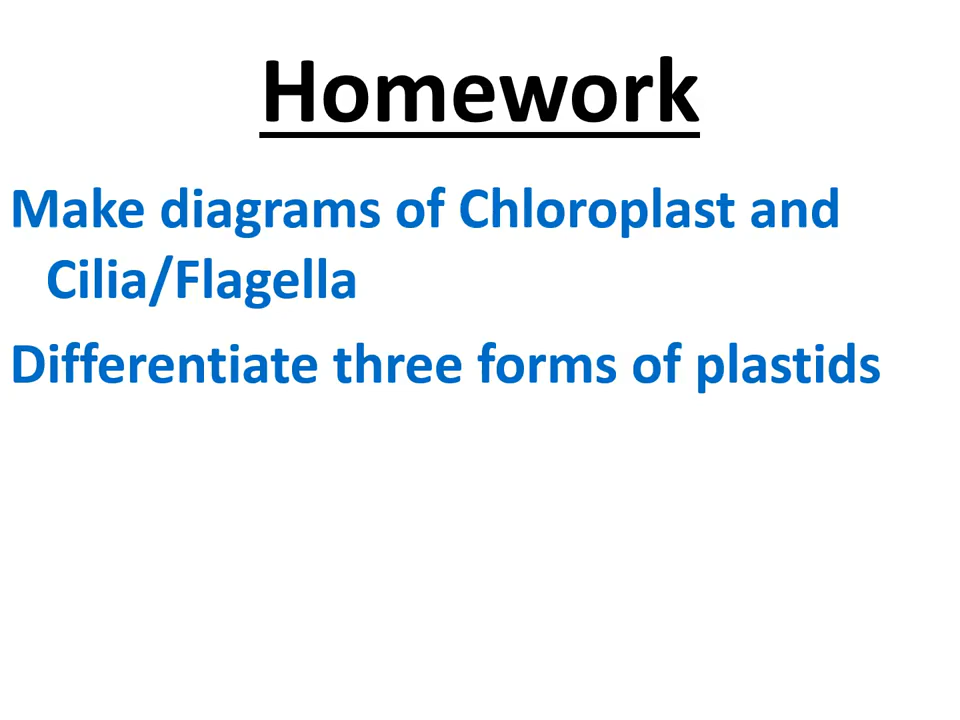 Homework
Make diagrams of Chloroplast and
Cilia/Flagella
Differentiate three forms of plastids